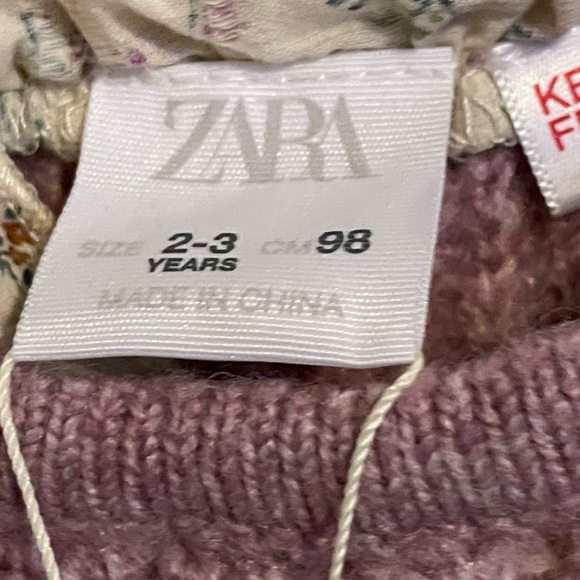 ZARA
SIZE 2-3 CM 98
YEARS
MADE IN CHINA